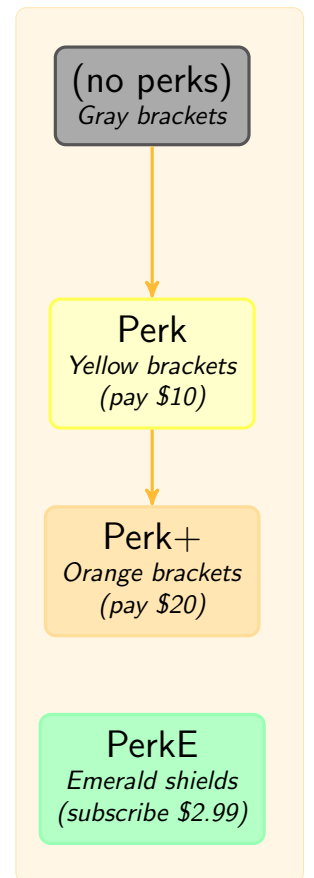 (no perks)
Gray brackets
Perk
Yellow brackets
(pay $10)
Perk+
Orange brackets
(pay $20)
PerkE
Emerald shields
(subscribe $2.99)